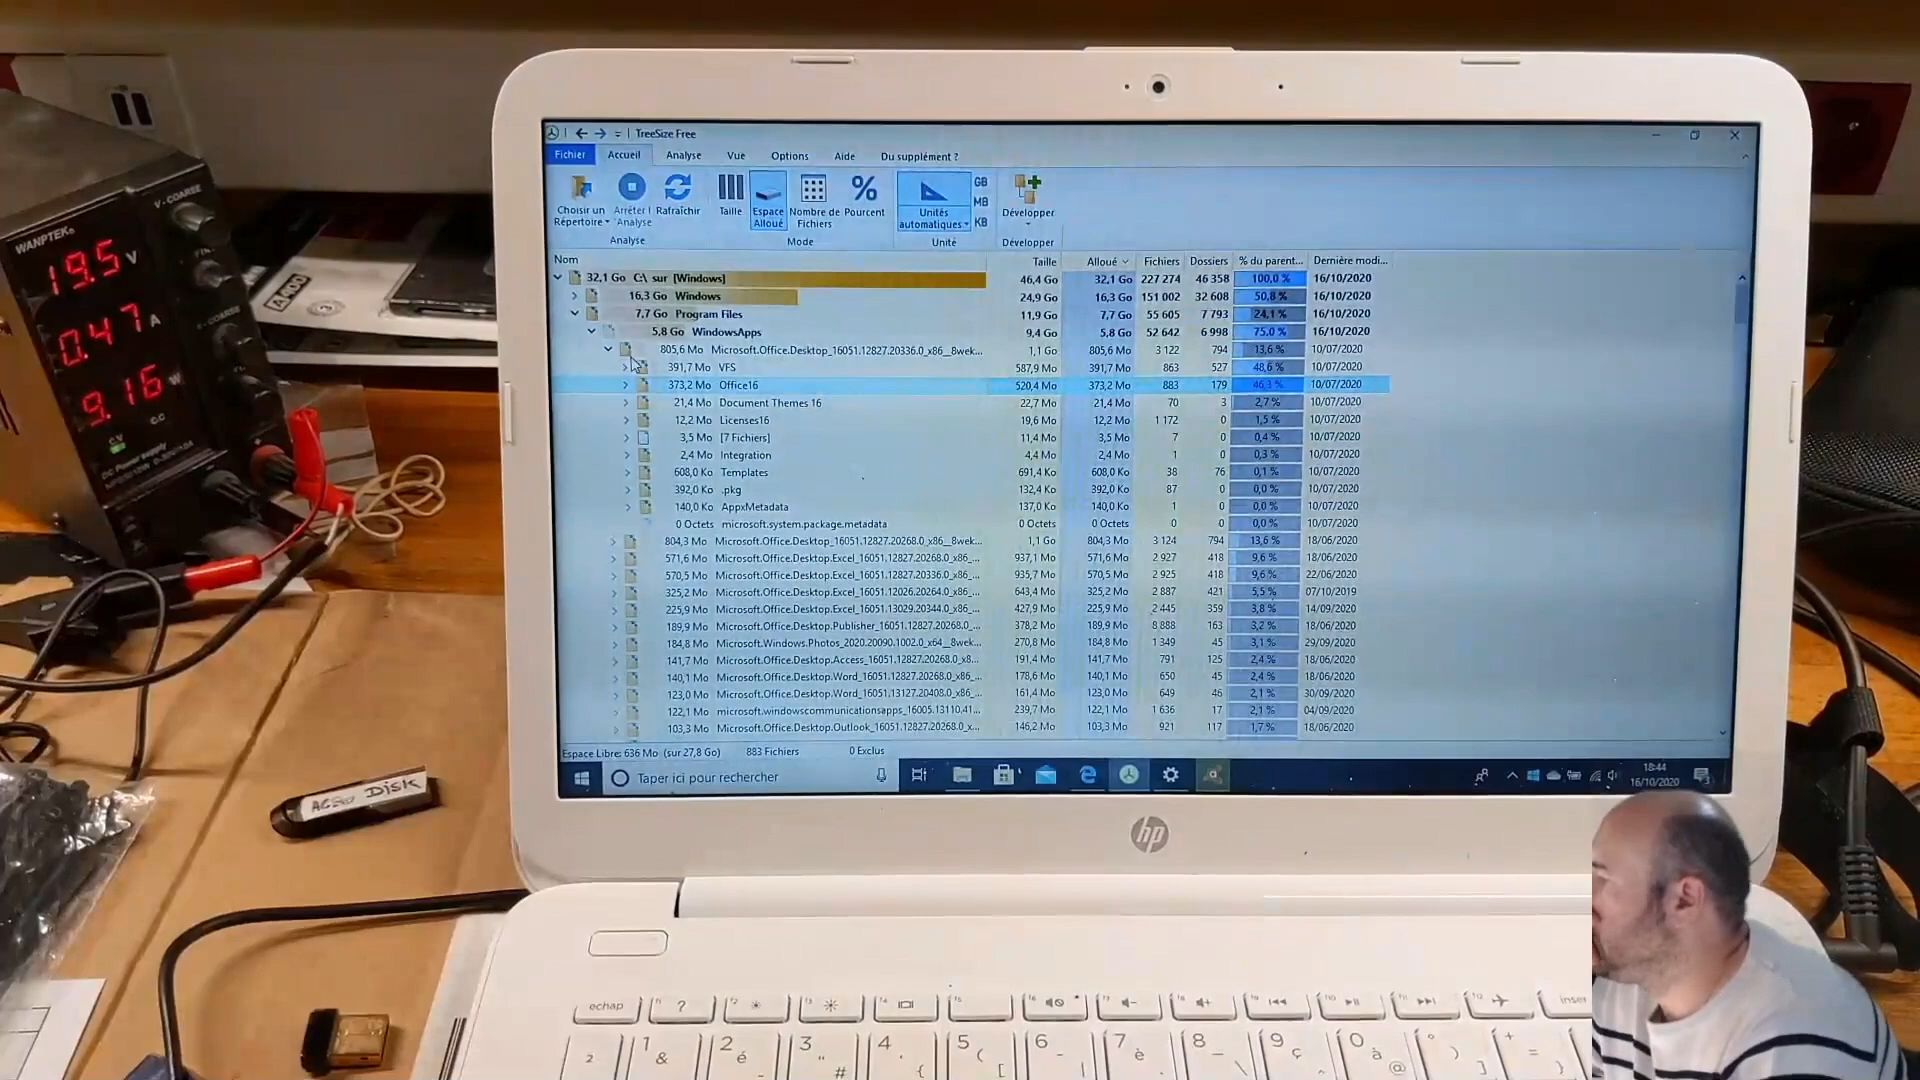 TreeSize Free
Fichier Accueil Analyse Vue Options Aide Du supplément ?
Choisir un Répertoire
Arrêter l'Analyse
Rafraîchir
Taille
Espace Alloué
Nombre de Fichiers
Pourcent
Unités automatiques
GB
MB
KB
Développer
Analyse Mode Unité Développer
Nom Taille Alloué Fichiers Dossiers % du parent... Dernière modi...
32,1 Go C:\ sur [Windows] 46,4 Go 32,1 Go 227 274 46 358 100,0 % 16/10/2020
16,3 Go Windows 24,9 Go 16,3 Go 151 002 32 608 50,8 % 16/10/2020
7,7 Go Program Files 11,9 Go 7,7 Go 55 605 7 793 24,1 % 16/10/2020
5,8 Go WindowsApps 9,4 Go 5,8 Go 52 642 6 998 75,0 % 16/10/2020
805,6 Mo Microsoft.Office.Desktop_16051.12827.20336.0_x86__8wek... 1,1 Go 805,6 Mo 3 122 794 13,6 % 10/07/2020
391,7 Mo VFS 587,9 Mo 391,7 Mo 863 527 48,6 % 10/07/2020
373,2 Mo Office16 520,4 Mo 373,2 Mo 883 179 46,3 % 10/07/2020
21,4 Mo Document Themes 16 22,7 Mo 21,4 Mo 70 3 2,7 % 10/07/2020
12,2 Mo Licenses16 19,6 Mo 12,2 Mo 1 172 0 1,5 % 10/07/2020
3,5 Mo [7 Fichiers] 11,4 Mo 3,5 Mo 7 0 0,4 % 10/07/2020
2,4 Mo Integration 4,4 Mo 2,4 Mo 1 0 0,3 % 10/07/2020
608,0 Ko Templates 691,4 Ko 608,0 Ko 38 76 0,1 % 10/07/2020
392,0 Ko .pkg 132,4 Ko 392,0 Ko 87 0 0,0 % 10/07/2020
140,0 Ko AppxMetadata 137,0 Ko 140,0 Ko 1 0 0,0 % 10/07/2020
0 Octets microsoft.system.package.metadata 0 Octets 0 Octets 0 0 0,0 % 10/07/2020
804,3 Mo Microsoft.Office.Desktop_16051.12827.20268.0_x86__8wek... 1,1 Go 804,3 Mo 3 124 794 13,6 % 18/06/2020
571,6 Mo Microsoft.Office.Desktop.Excel_16051.12827.20268.0_x86_... 937,1 Mo 571,6 Mo 2 927 418 9,6 % 18/06/2020
570,5 Mo Microsoft.Office.Desktop.Excel_16051.12827.20336.0_x86_... 935,7 Mo 570,5 Mo 2 925 418 9,6 % 22/06/2020
325,2 Mo Microsoft.Office.Desktop.Excel_16051.12026.20264.0_x86_... 643,4 Mo 325,2 Mo 2 887 421 5,5 % 07/10/2019
225,9 Mo Microsoft.Office.Desktop.Excel_16051.13029.20344.0_x86_... 427,9 Mo 225,9 Mo 2 445 359 3,8 % 14/09/2020
189,9 Mo Microsoft.Office.Desktop.Publisher_16051.12827.20268.0_... 378,2 Mo 189,9 Mo 8 888 163 3,2 % 18/06/2020
184,8 Mo Microsoft.Windows.Photos_2020.20090.1002.0_x64__8wek... 270,8 Mo 184,8 Mo 1 349 45 3,1 % 29/09/2020
141,7 Mo Microsoft.Office.Desktop.Access_16051.12827.20268.0_x8... 191,4 Mo 141,7 Mo 791 125 2,4 % 18/06/2020
140,1 Mo Microsoft.Office.Desktop.Word_16051.12827.20268.0_x86_... 178,6 Mo 140,1 Mo 650 45 2,4 % 18/06/2020
123,0 Mo Microsoft.Office.Desktop.Word_16051.13127.20408.0_x86_... 161,4 Mo 123,0 Mo 649 46 2,1 % 30/09/2020
122,1 Mo microsoft.windowscommunicationsapps_16005.13110.41... 239,7 Mo 122,1 Mo 1 636 17 2,1 % 04/09/2020
103,3 Mo Microsoft.Office.Desktop.Outlook_16051.12827.20268.0_x... 146,2 Mo 103,3 Mo 921 117 1,7 % 18/06/2020
Espace Libre: 636 Mo (sur 27,8 Go) 883 Fichiers 0 Exclus
Taper ici pour rechercher
18:44
16/10/2020
hp
WANPTEK
V-COARSE
19.5 V
0.47 A
9.16 W
C.V C.C
DC Power supply
ACRO DISK
echap ?
² 1 & 2 é 3 " # 4 ' { 5 ( [ 6 - | 7 è 8 _ \ 9 ç 0 à @ ° ) ] + = }
inser